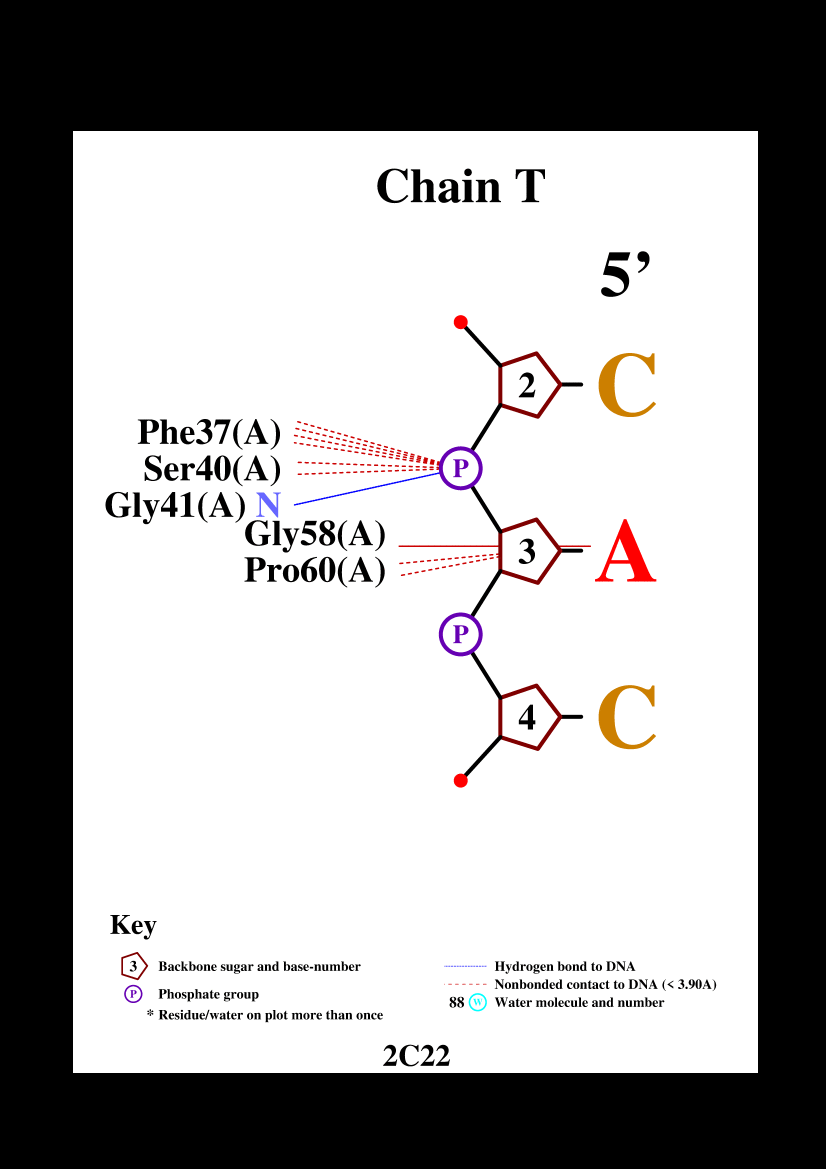 Chain T
5’
2 C
Phe37(A)
P
Ser40(A)
Gly41(A) N
Gly58(A)
3 A
Pro60(A)
P
4 C
Key
3 Backbone sugar and base-number
P Phosphate group
* Residue/water on plot more than once
Hydrogen bond to DNA
Nonbonded contact to DNA (< 3.90A)
88 W Water molecule and number
2C22